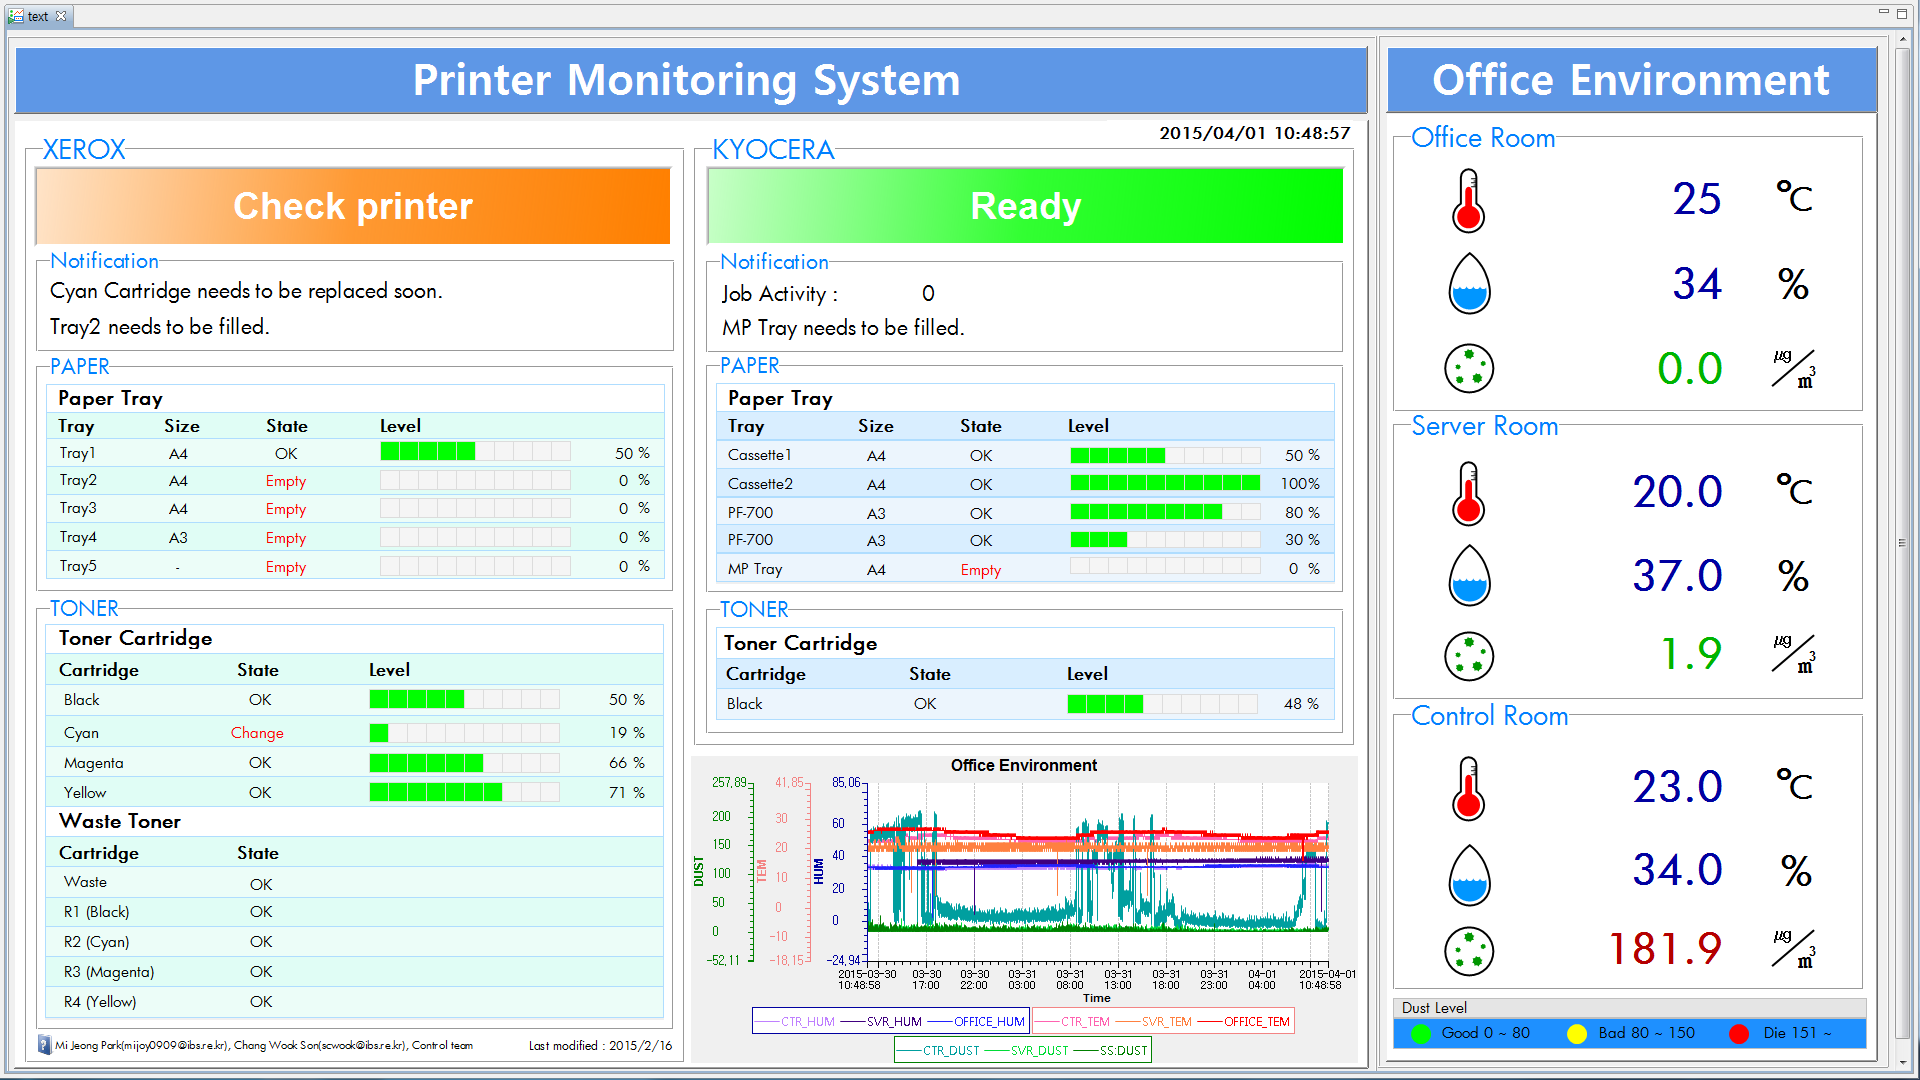 text
Printer Monitoring System
2015/04/01 10:48:57
XEROX
Check printer
Notification
Cyan Cartridge needs to be replaced soon.
Tray2 needs to be filled.
PAPER
Paper Tray
Tray Size State Level
Tray1 A4 OK 50 %
Tray2 A4 Empty 0 %
Tray3 A4 Empty 0 %
Tray4 A3 Empty 0 %
Tray5 - Empty 0 %
TONER
Toner Cartridge
Cartridge State Level
Black OK 50 %
Cyan Change 19 %
Magenta OK 66 %
Yellow OK 71 %
Waste Toner
Cartridge State
Waste OK
R1 (Black) OK
R2 (Cyan) OK
R3 (Magenta) OK
R4 (Yellow) OK
Mi Jeong Park(mijoy0909@ibs.re.kr), Chang Wook Son(scwook@ibs.re.kr), Control team Last modified : 2015/2/16
KYOCERA
Ready
Notification
Job Activity : 0
MP Tray needs to be filled.
PAPER
Paper Tray
Tray Size State Level
Cassette1 A4 OK 50 %
Cassette2 A4 OK 100%
PF-700 A3 OK 80 %
PF-700 A3 OK 30 %
MP Tray A4 Empty 0 %
TONER
Toner Cartridge
Cartridge State Level
Black OK 48 %
Office Environment
257,89 41,85 85,06
200 30 60
150 20 40
100 10 20
50 0 0
0 -10
-52,11 -18,15 -24,94
DUST TEM HUM
2015-03-30 03-30 03-30 03-31 03-31 03-31 03-31 03-31 04-01 2015-04-01
10:48:58 17:00 22:00 03:00 08:00 13:00 18:00 23:00 04:00 10:48:58
Time
CTR_HUM SVR_HUM OFFICE_HUM CTR_TEM SVR_TEM OFFICE_TEM
CTR_DUST SVR_DUST SS:DUST
Office Environment
Office Room
25 °C
34 %
0.0 µg/m³
Server Room
20.0 °C
37.0 %
1.9 µg/m³
Control Room
23.0 °C
34.0 %
181.9 µg/m³
Dust Level
Good 0 ~ 80 Bad 80 ~ 150 Die 151 ~